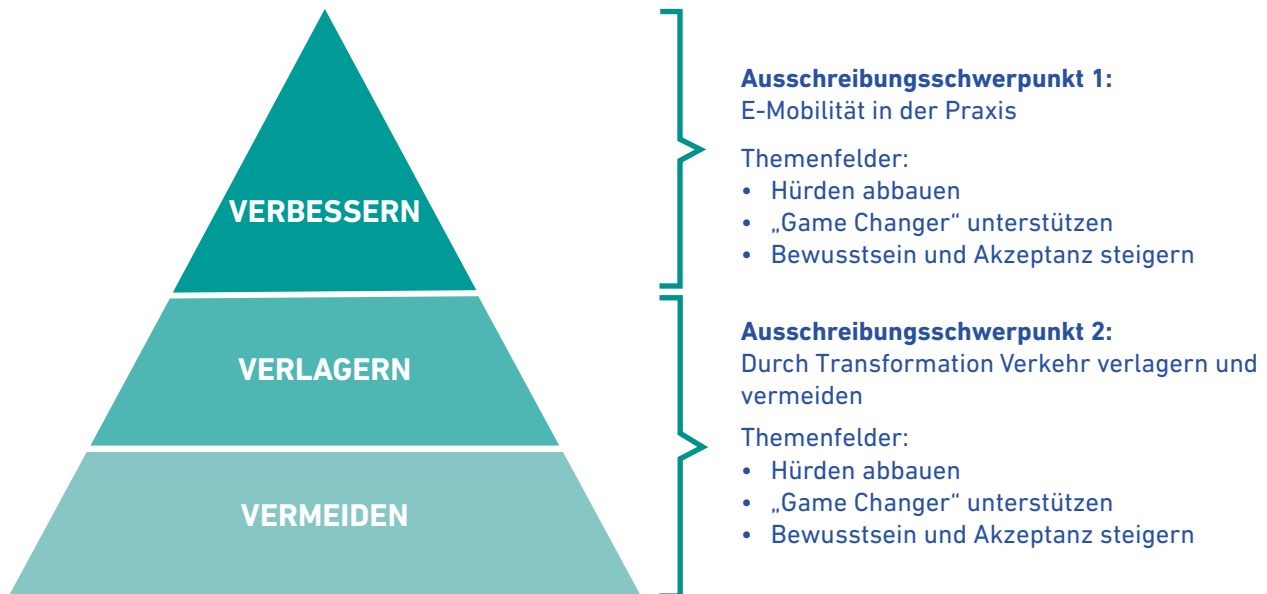 VERBESSERN
VERLAGERN
VERMEIDEN
Ausschreibungsschwerpunkt 1:
E-Mobilität in der Praxis
Themenfelder:
• Hürden abbauen
• „Game Changer“ unterstützen
• Bewusstsein und Akzeptanz steigern
Ausschreibungsschwerpunkt 2:
Durch Transformation Verkehr verlagern und
vermeiden
Themenfelder:
• Hürden abbauen
• „Game Changer“ unterstützen
• Bewusstsein und Akzeptanz steigern